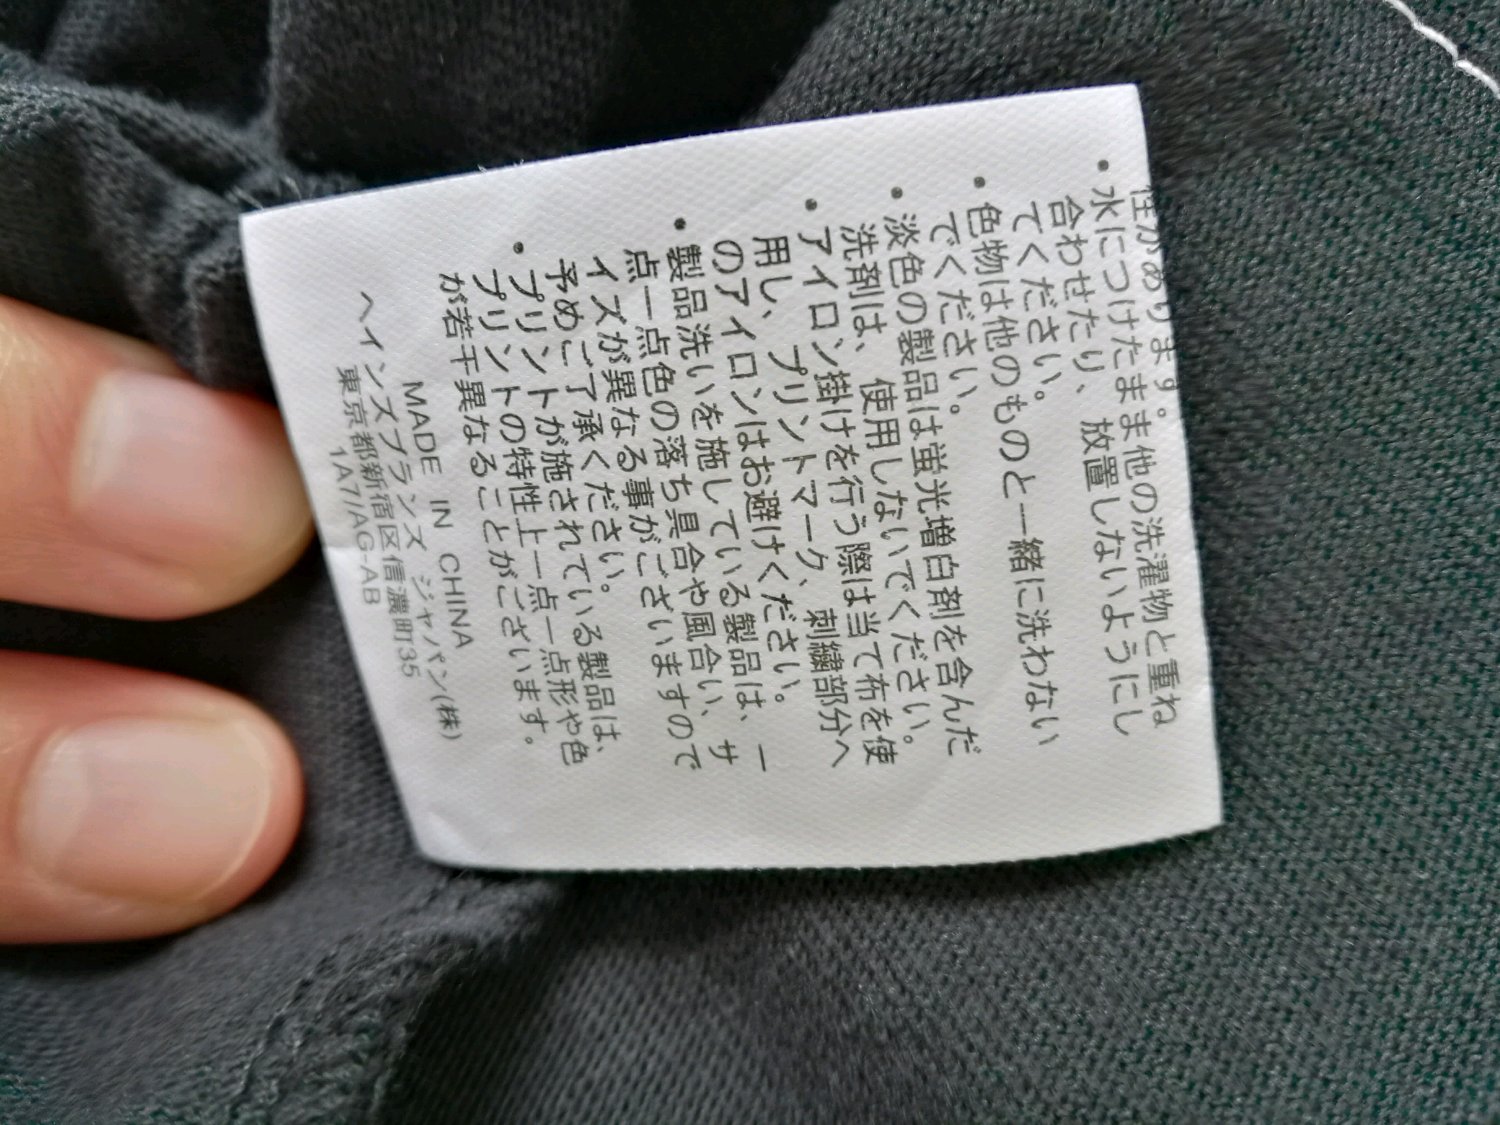 性があります。
・水につけたまま他の洗濯物と重ね
合わせたり、放置しないようにし
てください。
・色物は他のものと一緒に洗わない
でください。
・淡色の製品は蛍光増白剤を含んだ
洗剤は、使用しないでください。
・アイロン掛けを行う際は当て布を使
用し、プリントマーク、刺繍部分へ
のアイロンはお避けください。
・製品洗いを施している製品は、一
点一点色の落ち具合や風合い、サ
イズが異なる事がございますので
予めご了承ください。
・プリントが施されている製品は、
プリントの特性上一点一点形や色
が若干異なることがございます。
MADE IN CHINA
ヘインズブランズ ジャパン(株)
東京都新宿区信濃町35
1A7/AG-AB